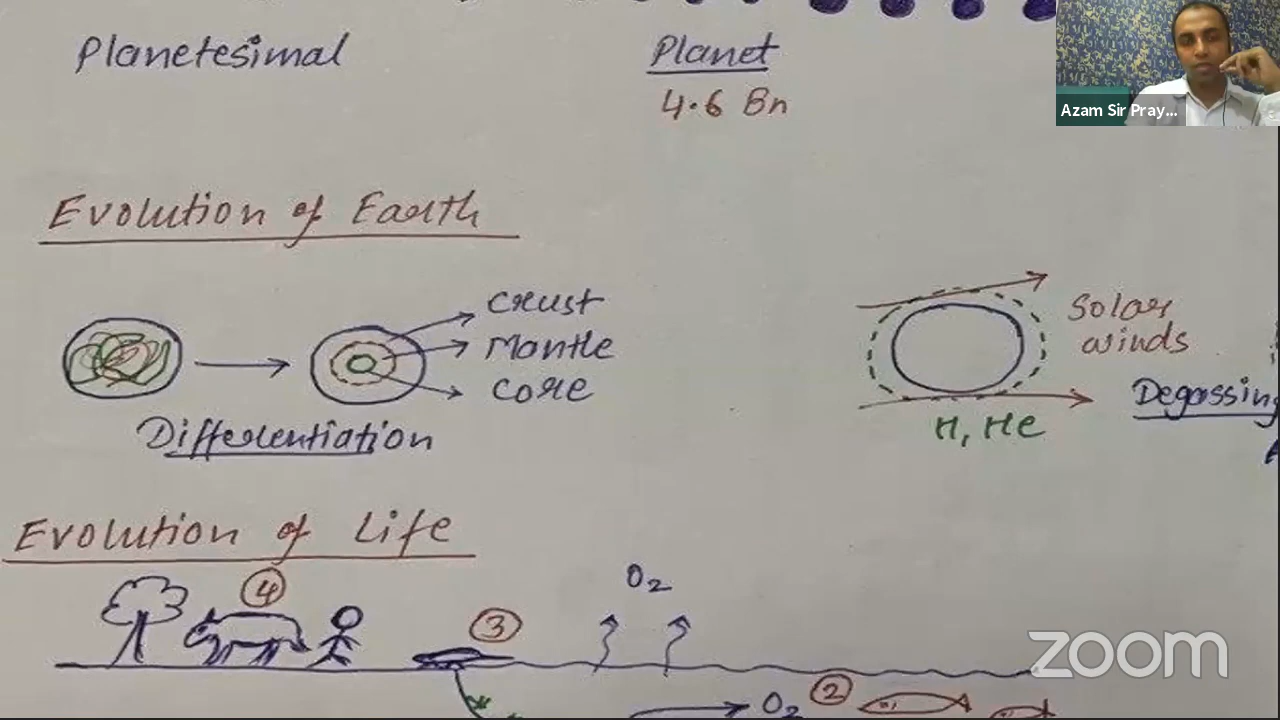 Planetesimal
Planet
4.6 Bn
Azam Sir Pray...
Evolution of Earth
Crust
Mantle
Core
Differentiation
Solar
winds
H, He
Degassing
Evolution of Life
4
3
O2
2
O2
zoom